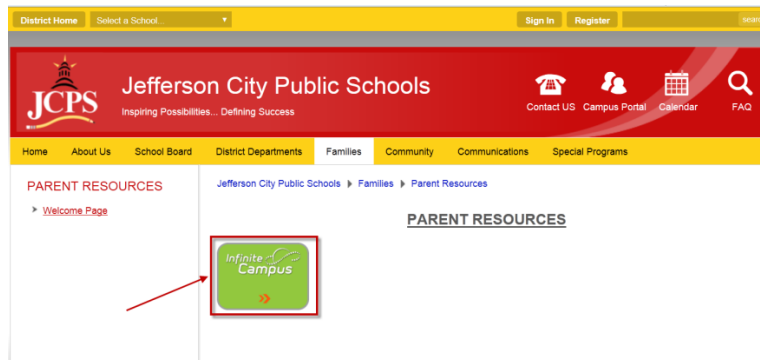 District Home Select a School... Sign In Register
JCPS
Jefferson City Public Schools
Inspiring Possibilities... Defining Success
Contact US Campus Portal Calendar FAQ
Home About Us School Board District Departments Families Community Communications Special Programs
PARENT RESOURCES
Welcome Page
Jefferson City Public Schools Families Parent Resources
PARENT RESOURCES
Infinite
Campus